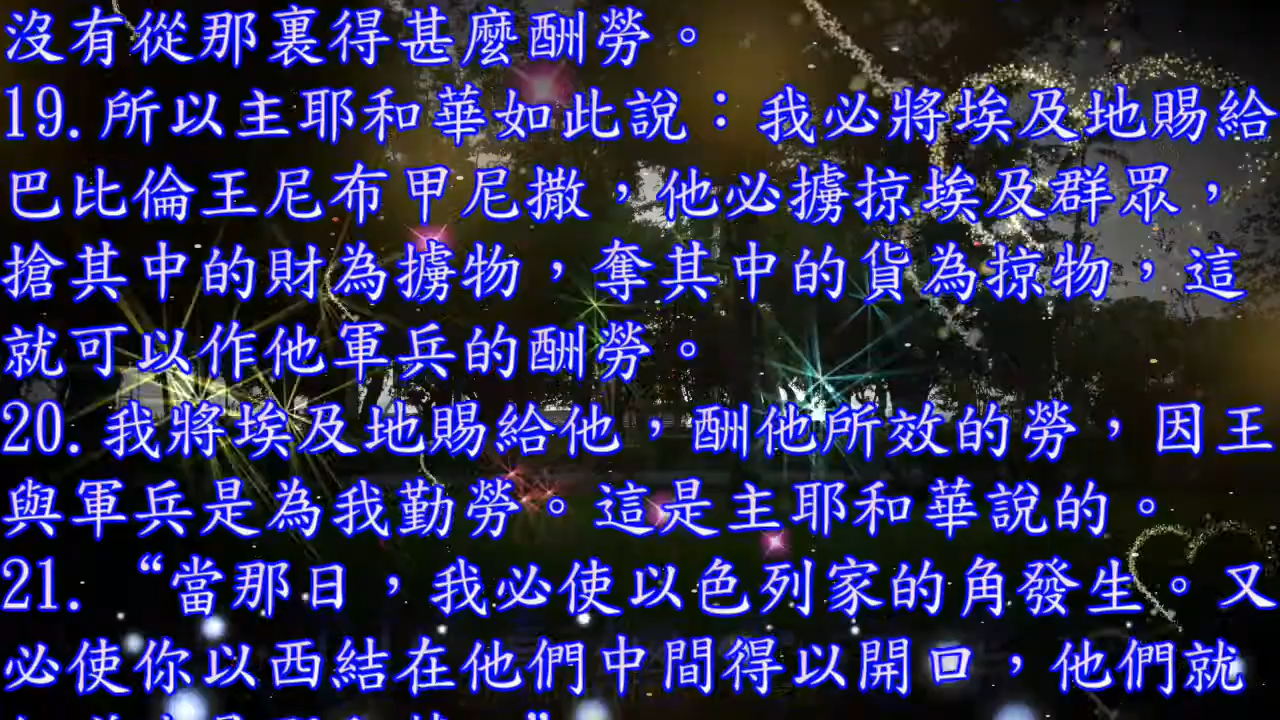 沒有從那裏得甚麼酬勞。
19.所以主耶和華如此說：我必將埃及地賜給
巴比倫王尼布甲尼撒，他必擄掠埃及群眾，
搶其中的財為擄物，奪其中的貨為掠物，這
就可以作他軍兵的酬勞。
20.我將埃及地賜給他，酬他所效的勞，因王
與軍兵是為我勤勞。這是主耶和華說的。
21.“當那日，我必使以色列家的角發生。又
必使你以西結在他們中間得以開口，他們就